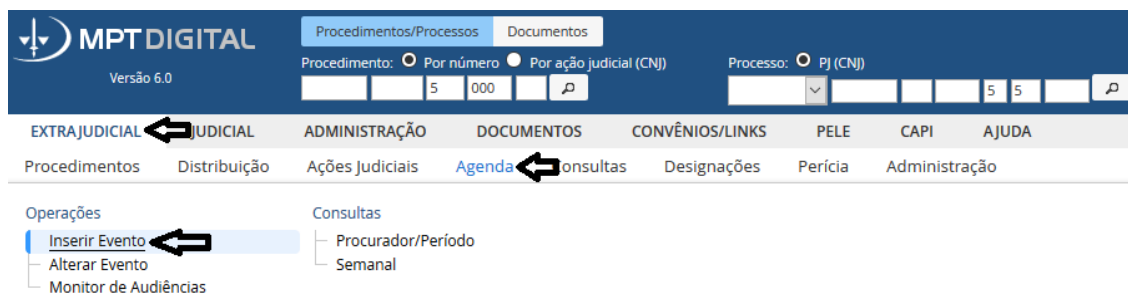 MPT DIGITAL
Versão 6.0
Procedimentos/Processos Documentos
Procedimento: Por número Por ação judicial (CNJ) Processo: PJ (CNJ)
5 000 5 5
EXTRAJUDICIAL JUDICIAL ADMINISTRAÇÃO DOCUMENTOS CONVÊNIOS/LINKS PELE CAPI AJUDA
Procedimentos Distribuição Ações Judiciais Agenda Consultas Designações Perícia Administração
Operações Consultas
Inserir Evento Procurador/Período
Alterar Evento Semanal
Monitor de Audiências